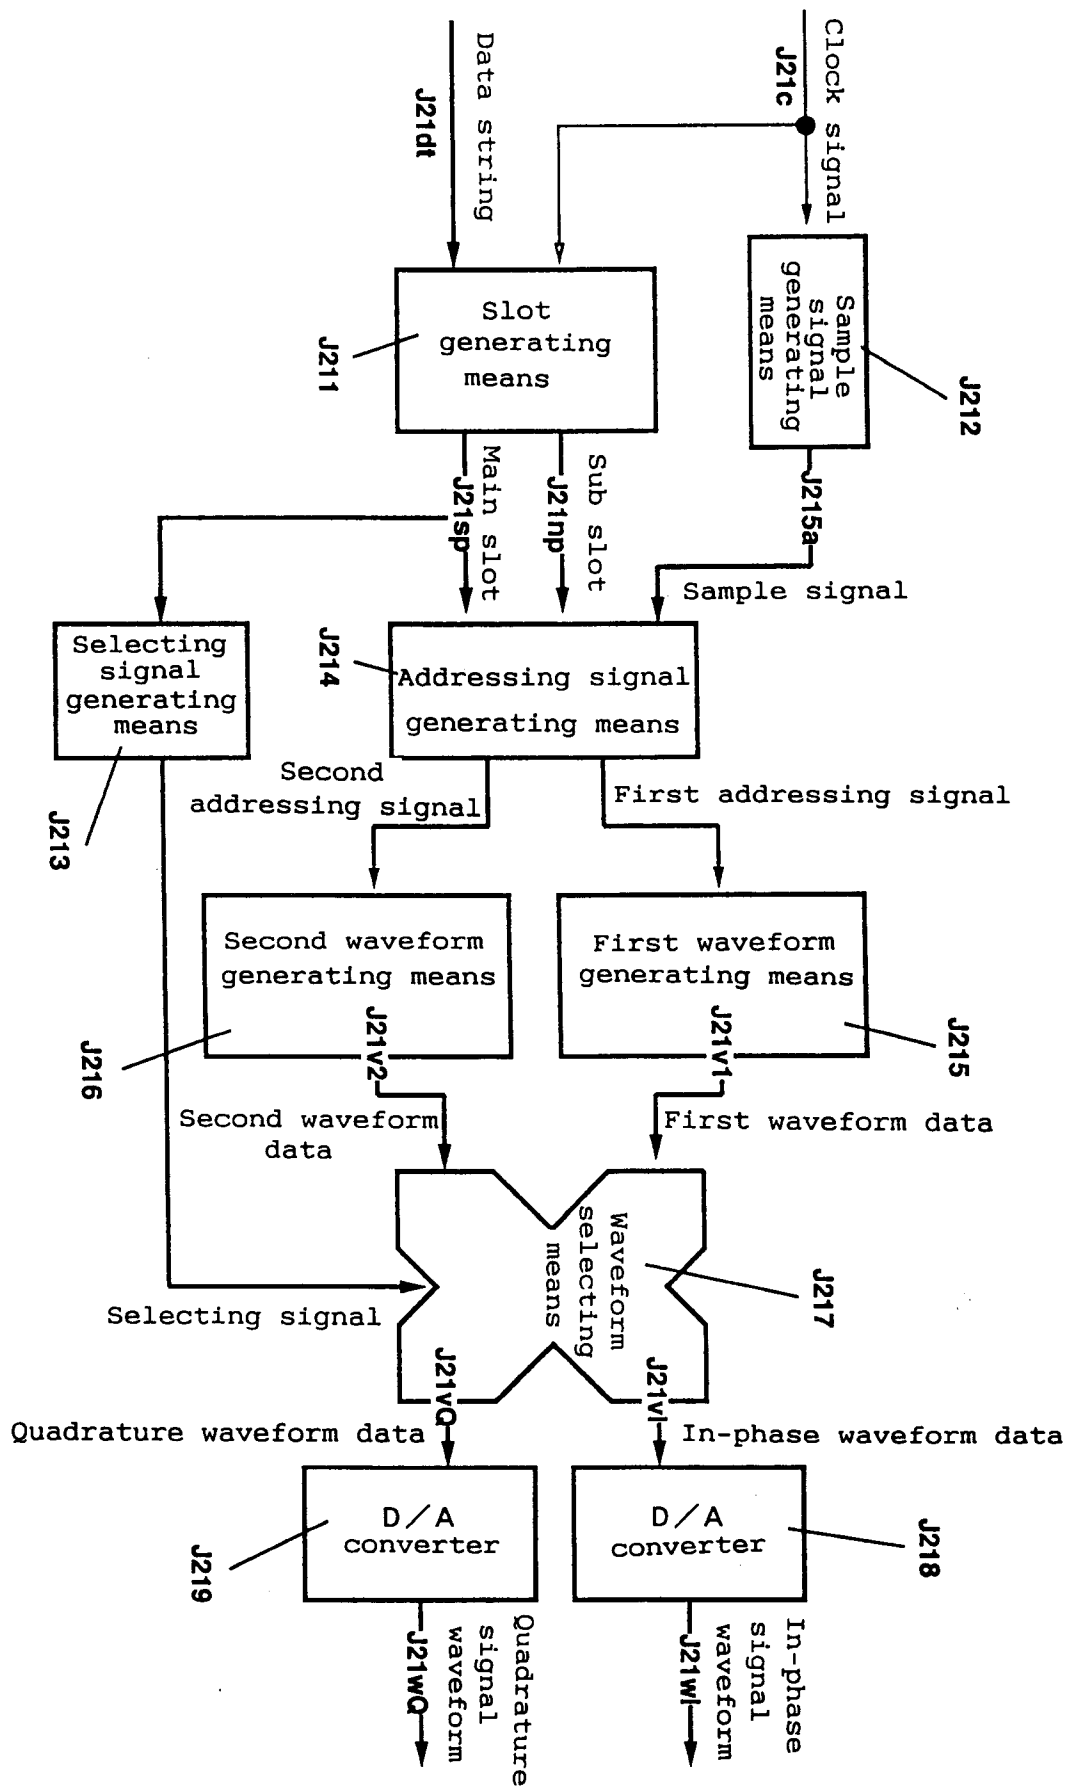 Clock signal
J21c
Data string
J21dt
Sample
signal
generating
means
J212
Slot
generating
means
J211
J215a
Sub slot
J21np
Main slot
J21sp
Sample signal
Selecting
signal
generating
means
J213
Addressing signal
generating means
J214
Second
addressing signal
First addressing signal
Second waveform
generating means
J21v2
J216
First waveform
generating means
J21v1
J215
Second waveform
data
First waveform data
Waveform
selecting
means
J217
Selecting signal
J21vQ
J21vI
Quadrature waveform data
In-phase waveform data
D/A
converter
J219
D/A
converter
J218
Quadrature
signal
waveform
J21wQ
In-phase
signal
waveform
J21wI